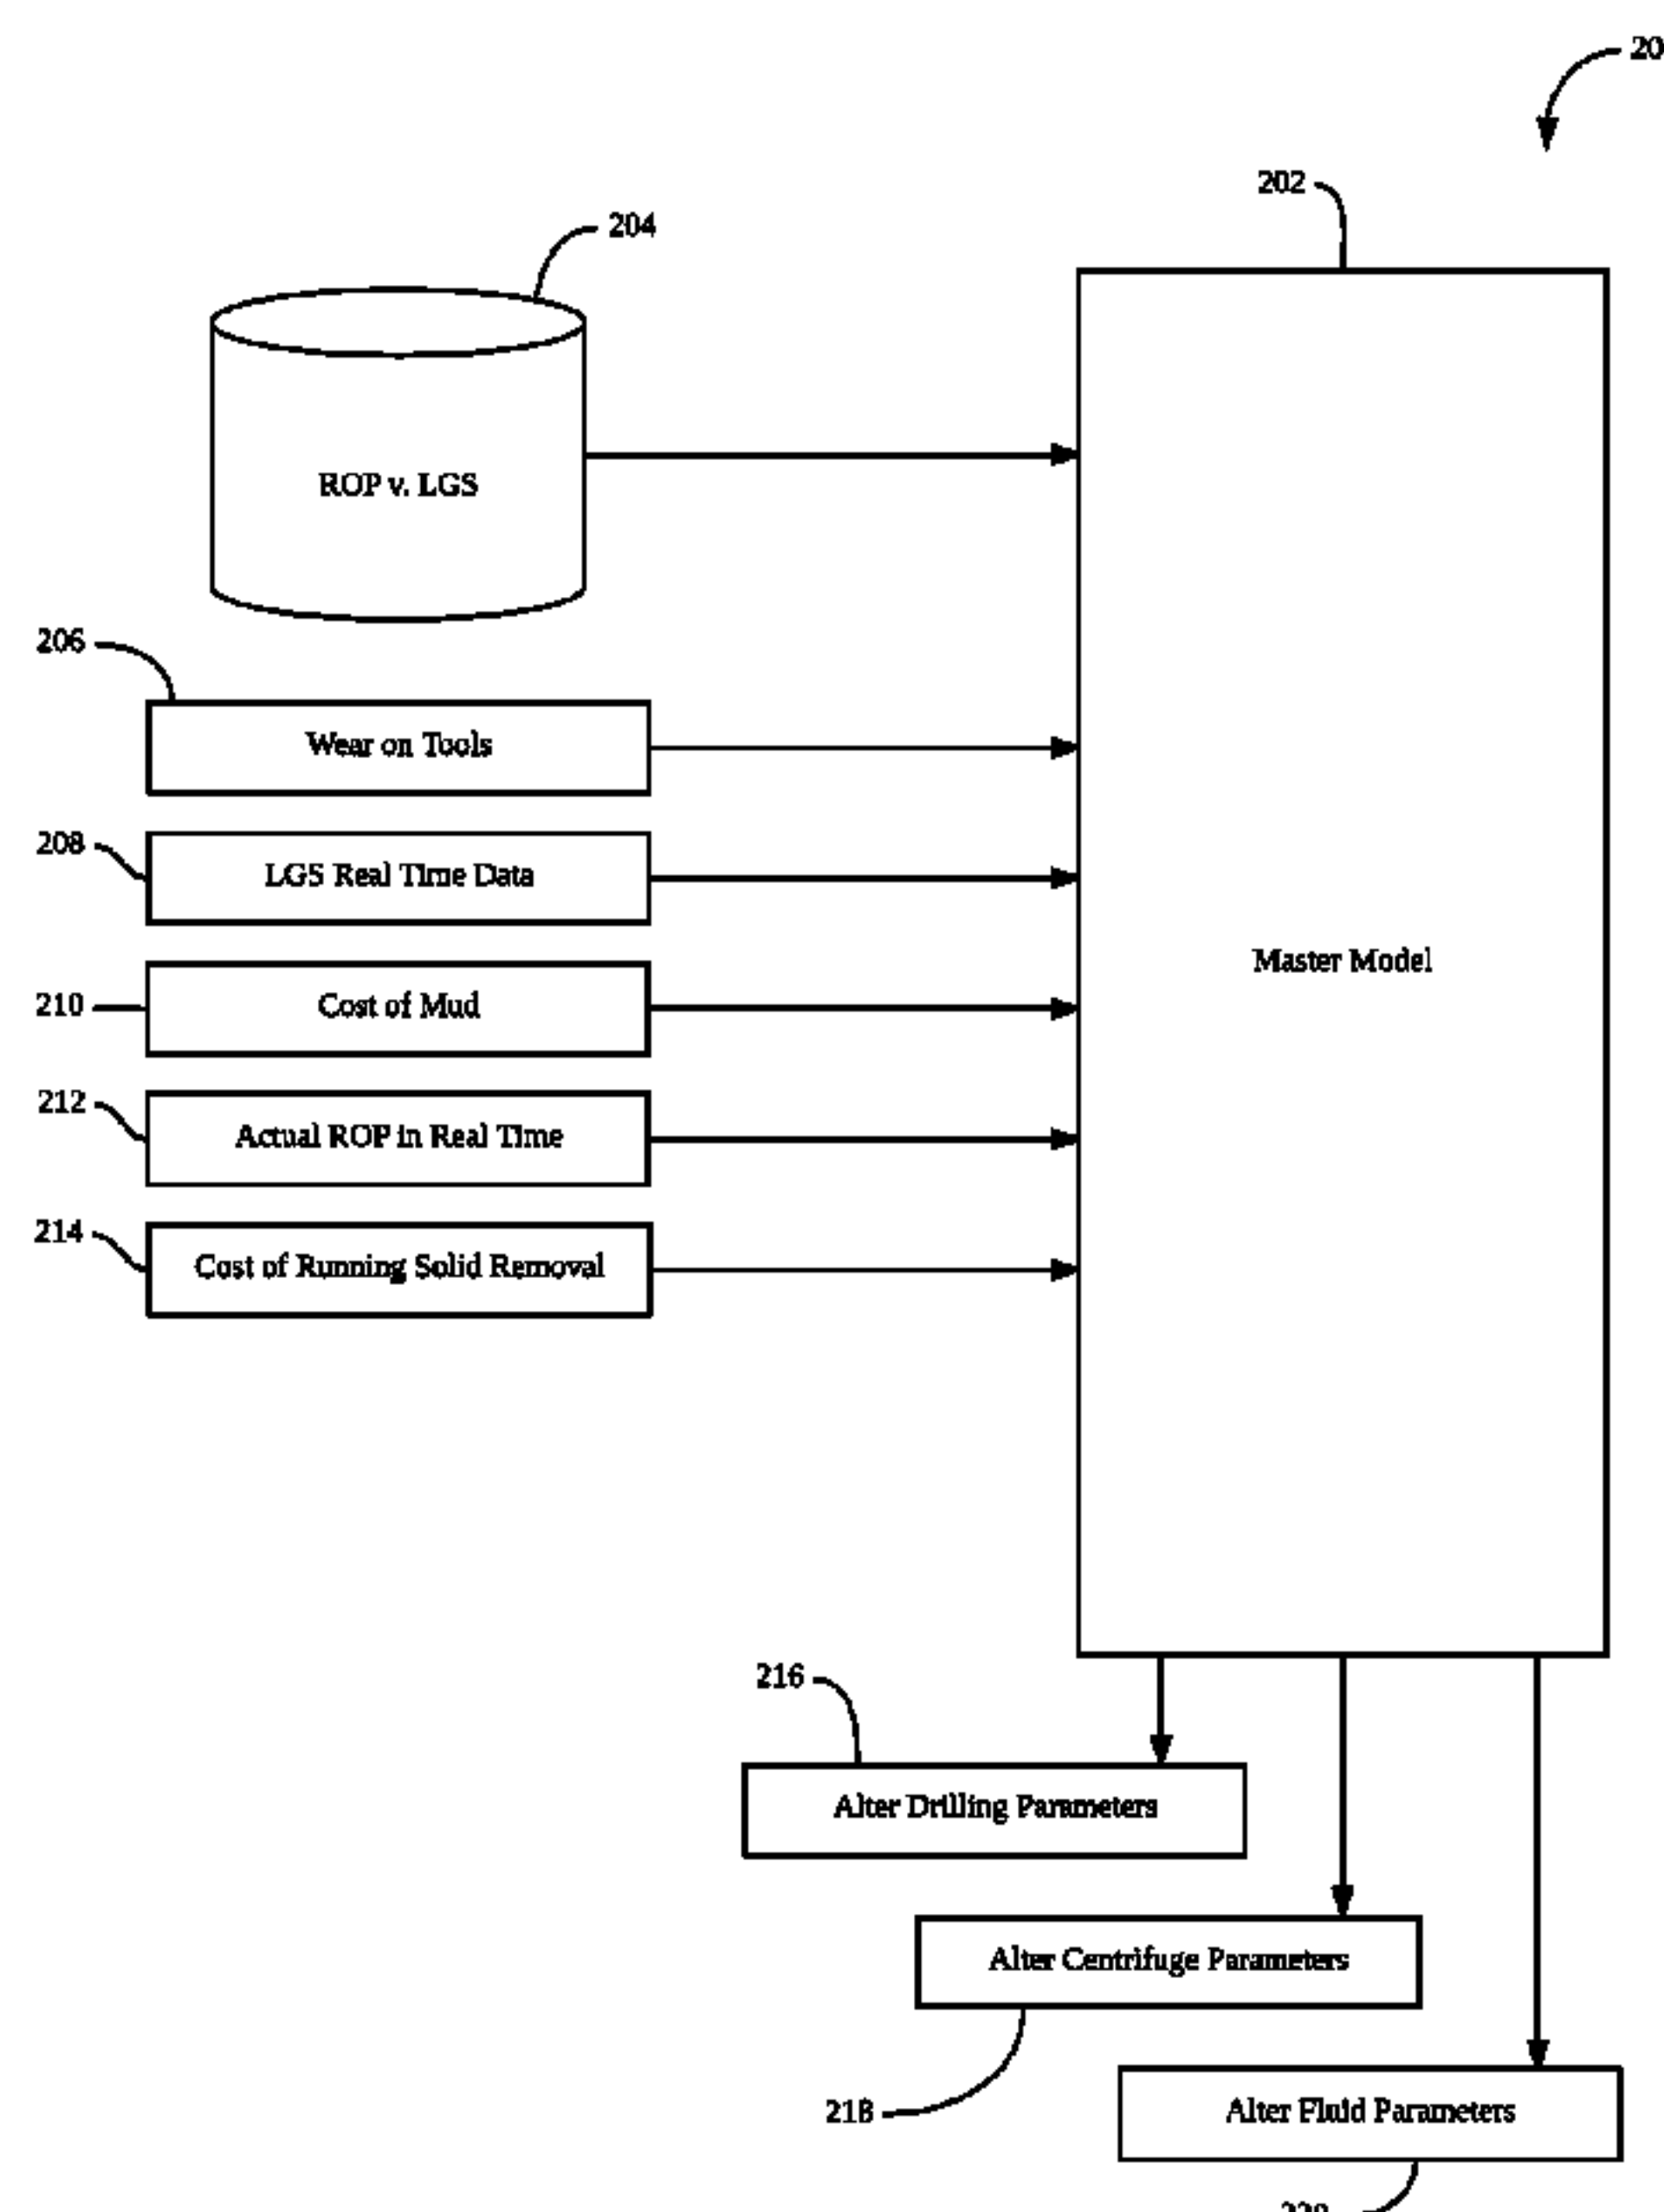 20
202
204
ROP v. LGS
206
Wear on Tools
208
LGS Real Time Data
Master Model
210
Cost of Mud
212
Actual ROP in Real Time
214
Cost of Running Solid Removal
216
Alter Drilling Parameters
Alter Centrifuge Parameters
218
Alter Fluid Parameters